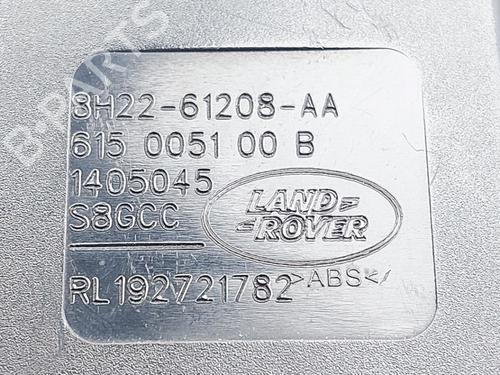 8H22-61208-AA
615 0051 00 B
1405045
S8GCC
LAND
ROVER
RL192721782 >ABS<
B-PARTS